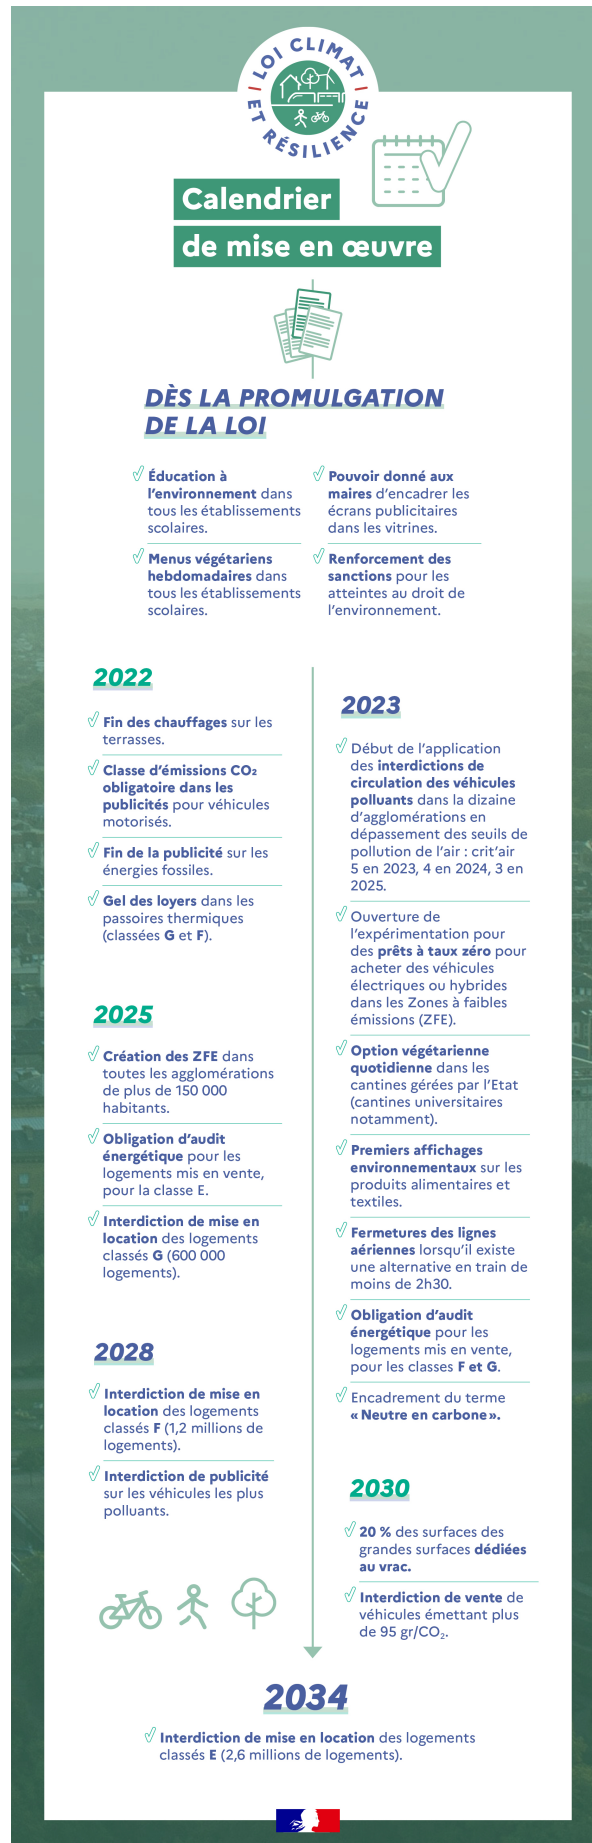 LOI CLIMAT
ET RÉSILIENCE
Calendrier
de mise en œuvre
DÈS LA PROMULGATION
DE LA LOI
Éducation à
l'environnement dans
tous les établissements
scolaires.
Menus végétariens
hebdomadaires dans
tous les établissements
scolaires.
Pouvoir donné aux
maires d'encadrer les
écrans publicitaires
dans les vitrines.
Renforcement des
sanctions pour les
atteintes au droit de
l'environnement.
2022
Fin des chauffages sur les
terrasses.
Classe d'émissions CO₂
obligatoire dans les
publicités pour véhicules
motorisés.
Fin de la publicité sur les
énergies fossiles.
Gel des loyers dans les
passoires thermiques
(classées G et F).
2023
Début de l'application
des interdictions de
circulation des véhicules
polluants dans la dizaine
d'agglomérations en
dépassement des seuils de
pollution de l'air : crit'air
5 en 2023, 4 en 2024, 3 en
2025.
Ouverture de
l'expérimentation pour
des prêts à taux zéro pour
acheter des véhicules
électriques ou hybrides
dans les Zones à faibles
émissions (ZFE).
Option végétarienne
quotidienne dans les
cantines gérées par l'Etat
(cantines universitaires
notamment).
Premiers affichages
environnementaux sur les
produits alimentaires et
textiles.
Fermetures des lignes
aériennes lorsqu'il existe
une alternative en train de
moins de 2h30.
Obligation d'audit
énergétique pour les
logements mis en vente,
pour les classes F et G.
Encadrement du terme
« Neutre en carbone ».
2025
Création des ZFE dans
toutes les agglomérations
de plus de 150 000
habitants.
Obligation d'audit
énergétique pour les
logements mis en vente,
pour la classe E.
Interdiction de mise en
location des logements
classés G (600 000
logements).
2028
Interdiction de mise en
location des logements
classés F (1,2 millions de
logements).
Interdiction de publicité
sur les véhicules les plus
polluants.
2030
20 % des surfaces des
grandes surfaces dédiées
au vrac.
Interdiction de vente de
véhicules émettant plus
de 95 gr/CO₂.
2034
Interdiction de mise en location des logements
classés E (2,6 millions de logements).